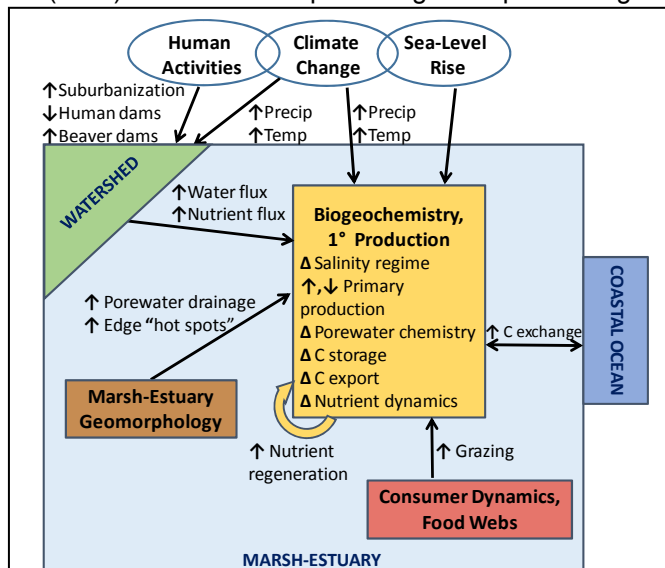 Human
Activities
Climate
Change
Sea-Level
Rise
↑Suburbanization
↓Human dams
↑Beaver dams
↑Precip
↑Temp
↑Precip
↑Temp
WATERSHED
↑Water flux
↑Nutrient flux
Biogeochemistry,
1° Production
Δ Salinity regime
↑,↓ Primary
production
Δ Porewater chemistry
Δ C storage
Δ C export
Δ Nutrient dynamics
↑ Porewater drainage
↑ Edge “hot spots”
Marsh-Estuary
Geomorphology
↑ Nutrient
regeneration
↑ C exchange
COASTAL OCEAN
↑ Grazing
Consumer Dynamics,
Food Webs
MARSH-ESTUARY